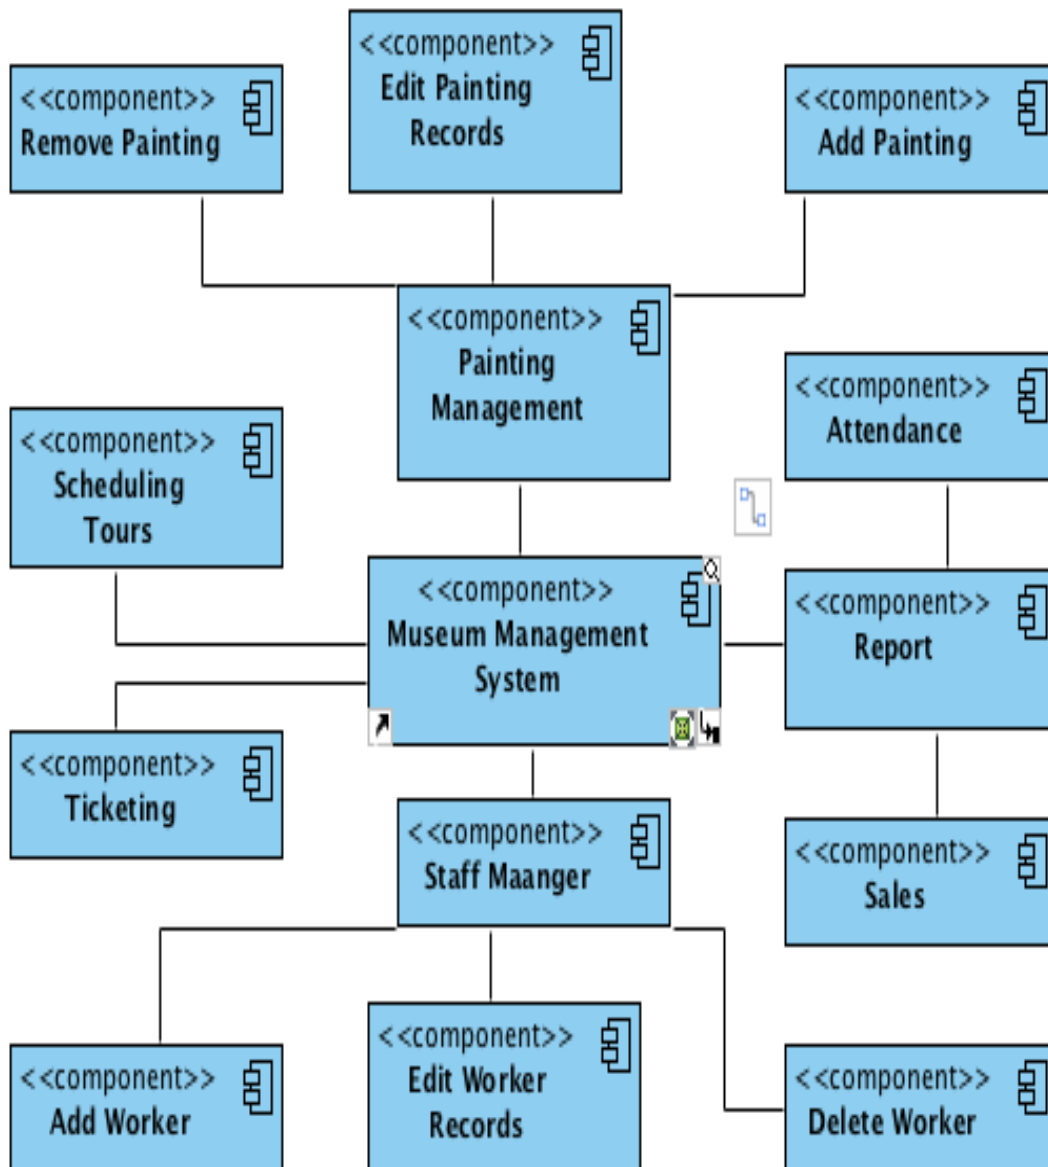 <<component>>
Edit Painting
Records
<<component>>
Remove Painting
<<component>>
Add Painting
<<component>>
Painting
Management
<<component>>
Attendance
<<component>>
Scheduling
Tours
<<component>>
Museum Management
System
<<component>>
Report
<<component>>
Ticketing
<<component>>
Staff Maanger
<<component>>
Sales
<<component>>
Add Worker
<<component>>
Edit Worker
Records
<<component>>
Delete Worker